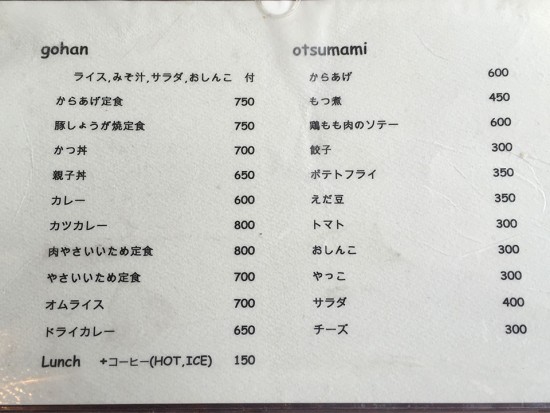 gohan
ライス,みそ汁,サラダ,おしんこ 付
からあげ定食 750
豚しょうが焼定食 750
かつ丼 700
親子丼 650
カレー 600
カツカレー 800
肉やさいいため定食 800
やさいいため定食 700
オムライス 700
ドライカレー 650
Lunch +コーヒー(HOT,ICE) 150
otsumami
からあげ 600
もつ煮 450
鶏もも肉のソテー 600
餃子 300
ポテトフライ 350
えだ豆 350
トマト 300
おしんこ 300
やっこ 300
サラダ 400
チーズ 300